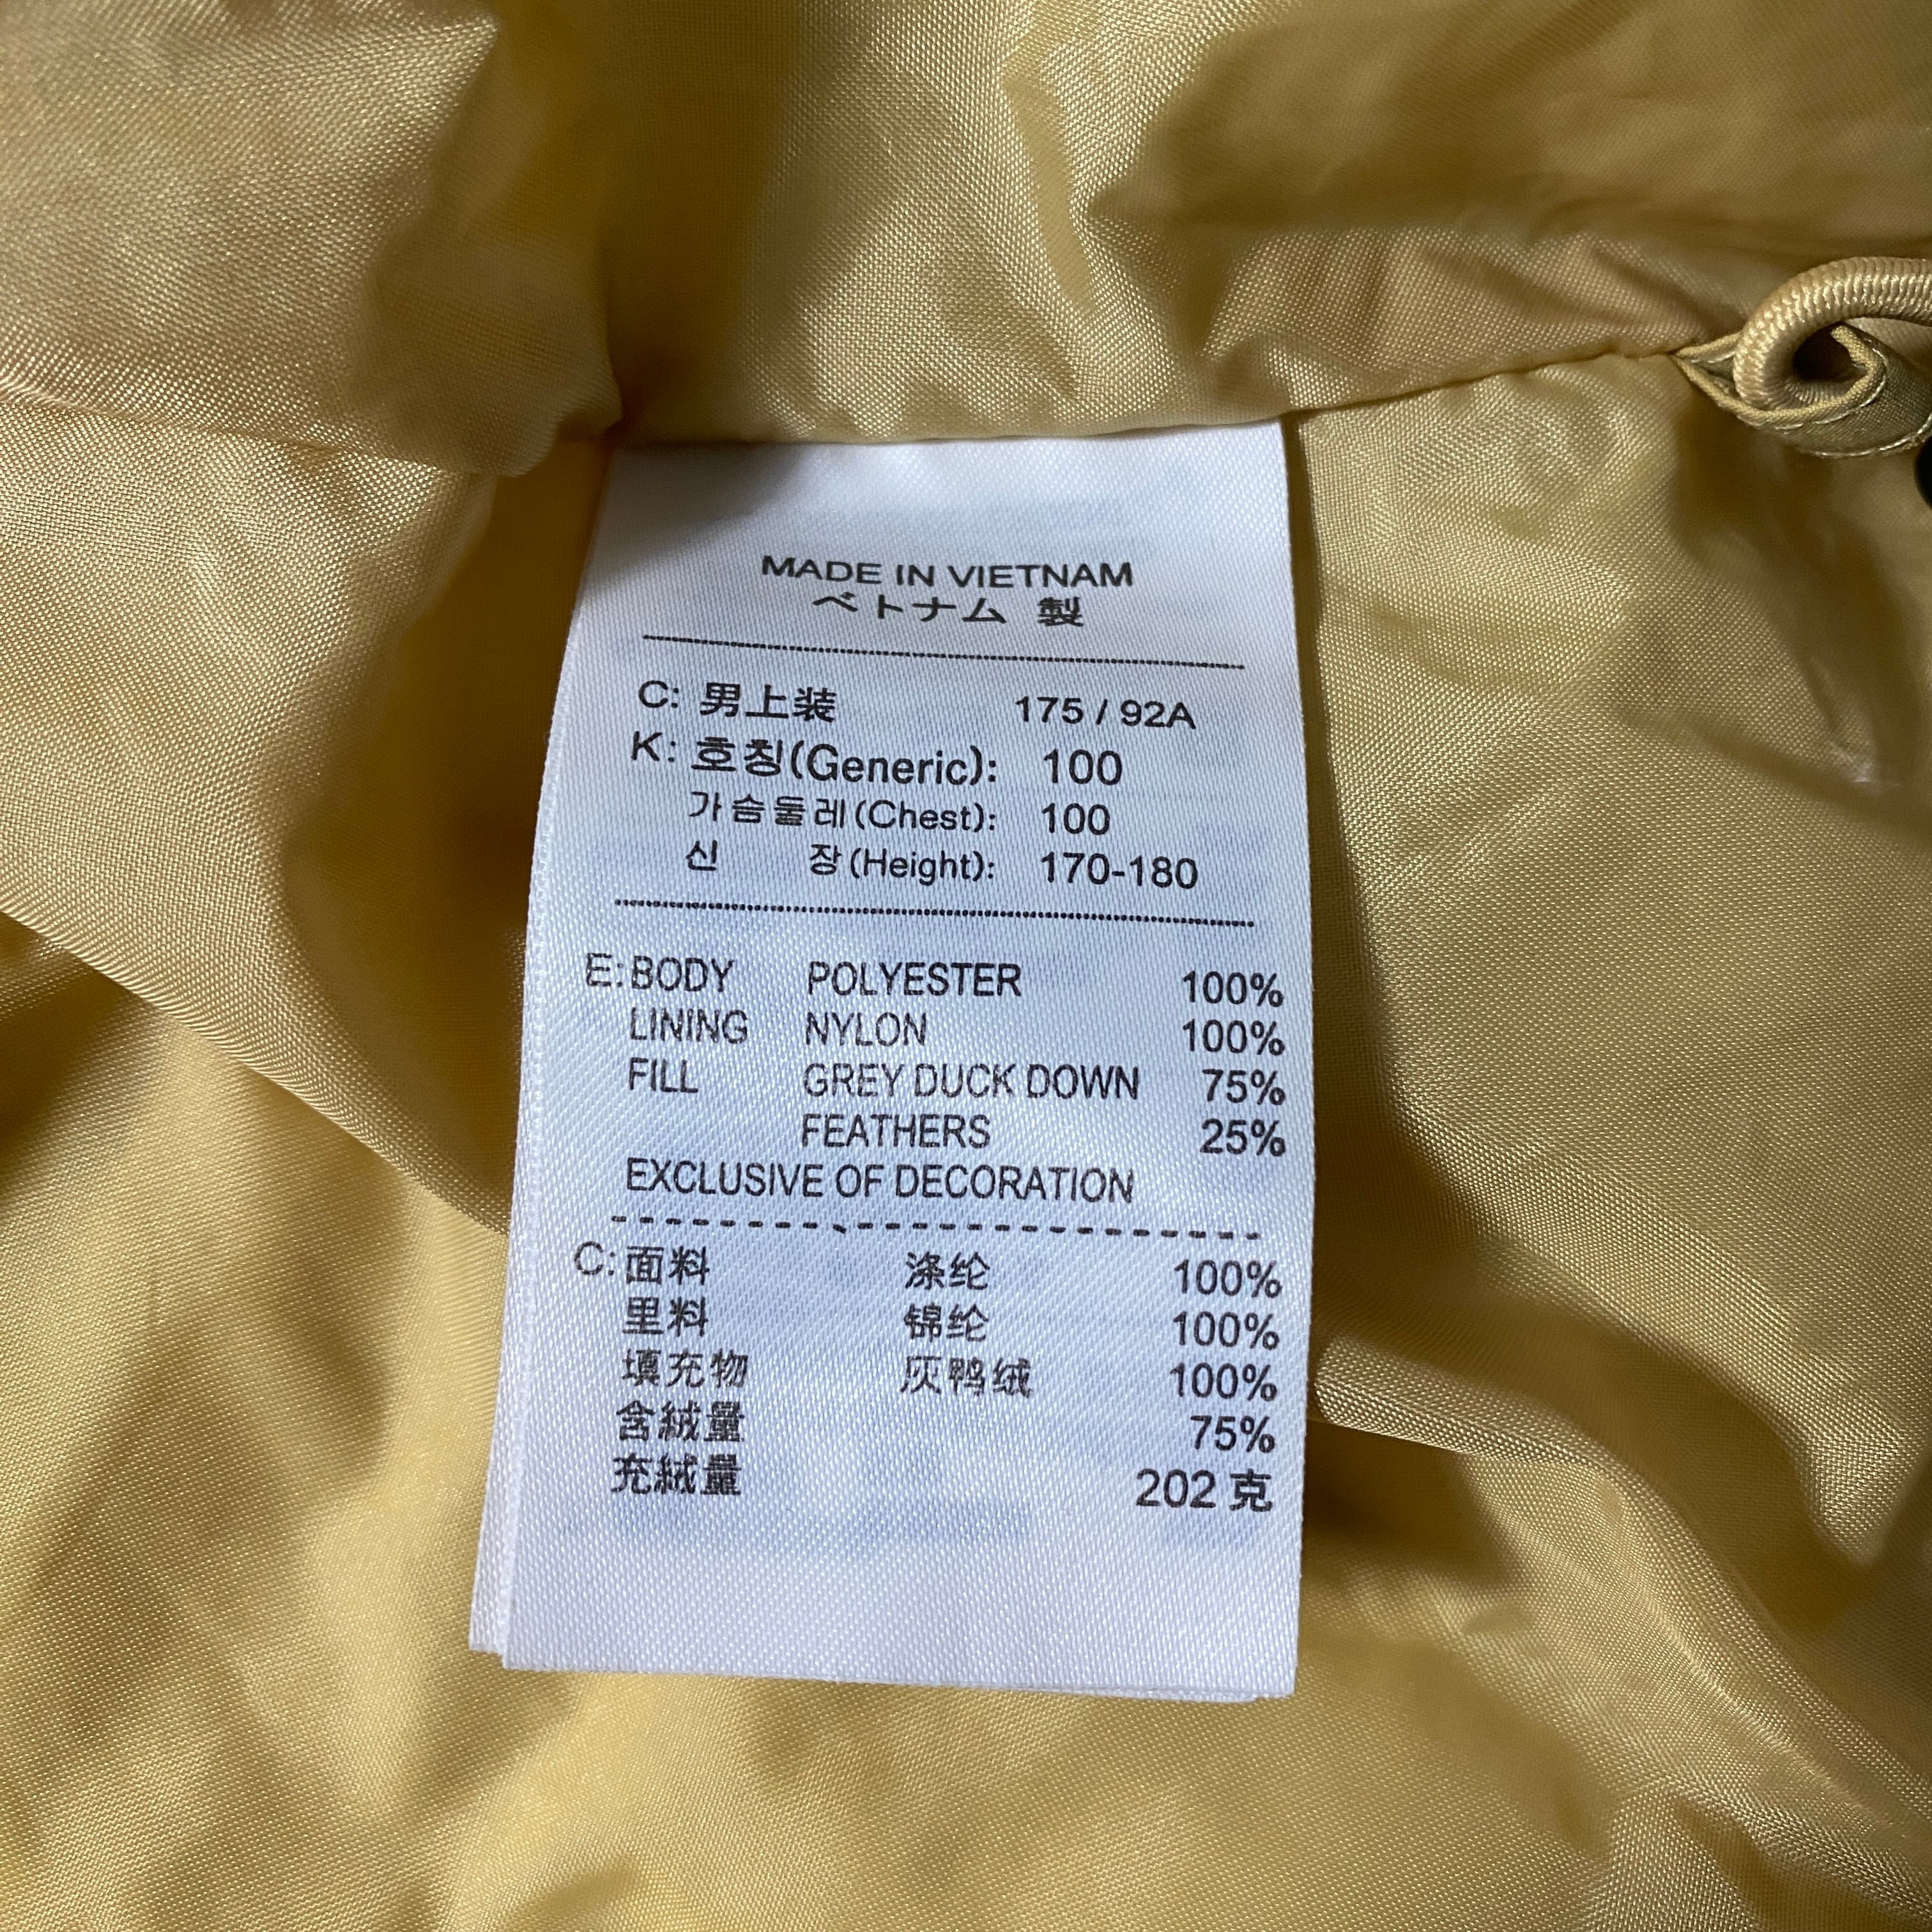 MADE IN VIETNAM
ベトナム 製
C: 男上装 175 / 92A
K: 호칭(Generic): 100
가슴둘레(Chest): 100
신 장(Height): 170-180
E: BODY POLYESTER 100%
LINING NYLON 100%
FILL GREY DUCK DOWN 75%
FEATHERS 25%
EXCLUSIVE OF DECORATION
C: 面料 涤纶 100%
里料 锦纶 100%
填充物 灰鸭绒 100%
含絨量 75%
充絨量 202 克